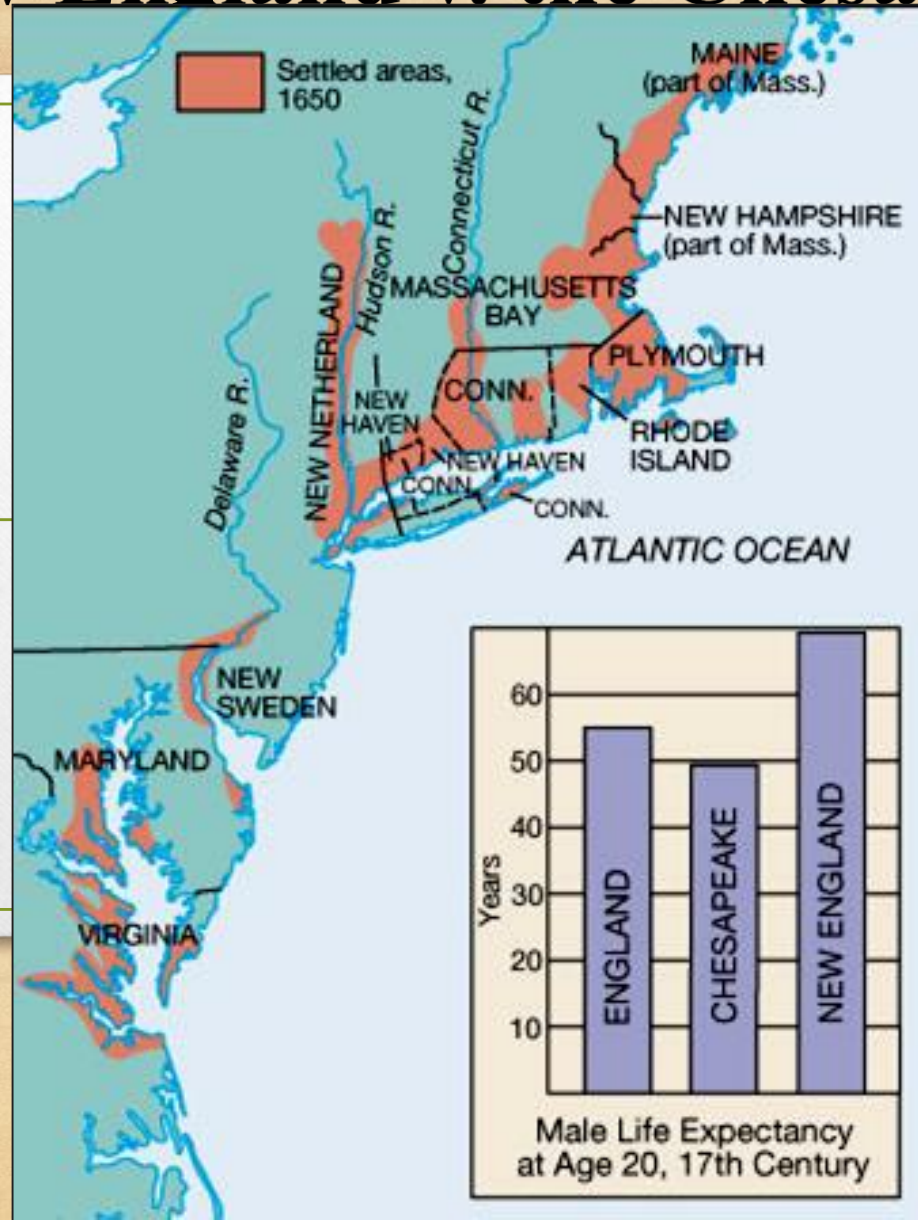 England v. the
Settled areas,
1650
MAINE
(part of Mass.)
Connecticut R.
NEW HAMPSHIRE
(part of Mass.)
Hudson R.
MASSACHUSETTS
BAY
NEW NETHERLAND
PLYMOUTH
CONN.
NEW
HAVEN
Delaware R.
RHODE
ISLAND
NEW HAVEN
CONN.
CONN.
ATLANTIC OCEAN
NEW
SWEDEN
MARYLAND
VIRGINIA
60
50
40
30
20
10
Years
ENGLAND
CHESAPEAKE
NEW ENGLAND
Male Life Expectancy
at Age 20, 17th Century